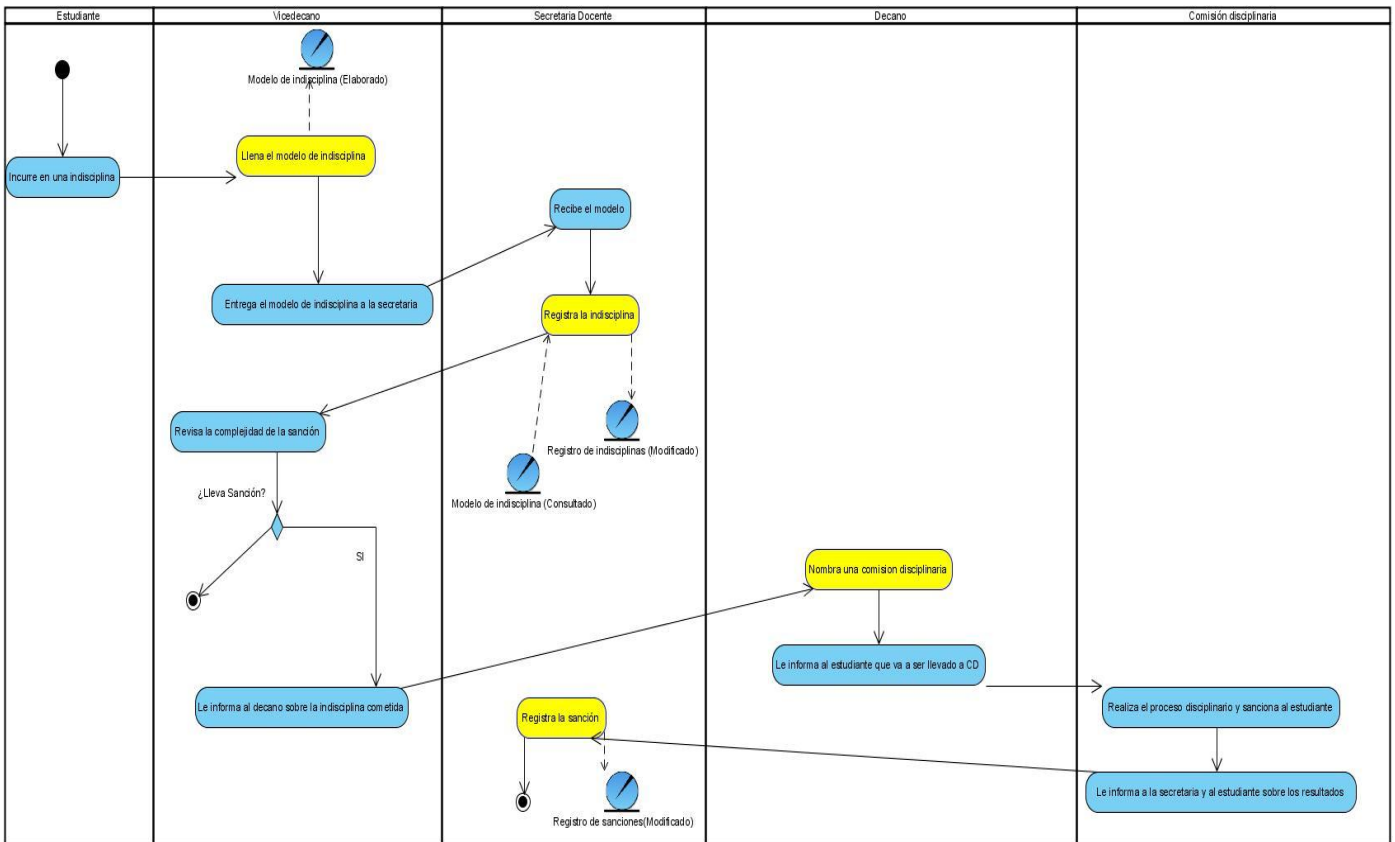 Estudiante
Vicedecano
Secretaria Docente
Decano
Comisión disciplinaria
Modelo de indisciplina (Elaborado)
Llena el modelo de indisciplina
Incurre en una indisciplina
Recibe el modelo
Entrega el modelo de indisciplina a la secretaria
Registra la indisciplina
Revisa la complejidad de la sanción
Registro de indisciplinas (Modificado)
¿Lleva Sanción?
Modelo de indisciplina (Consultado)
SI
Nombra una comision disciplinaria
Le informa al estudiante que va a ser llevado a CD
Le informa al decano sobre la indisciplina cometida
Registra la sanción
Realiza el proceso disciplinario y sanciona al estudiante
Le informa a la secretaria y al estudiante sobre los resultados
Registro de sanciones(Modificado)